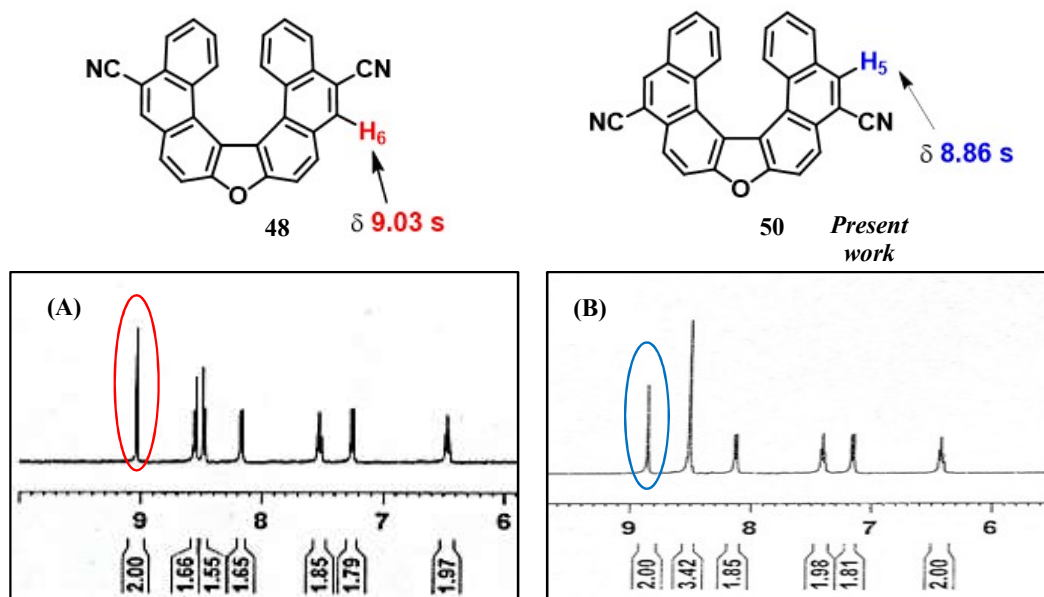 NC
CN
H6
O
δ 9.03 s
48
NC
CN
H5
O
δ 8.86 s
50
Present
work
(A)
9 8 7 6
2.00 1.66 1.55 1.65 1.85 1.79 1.97
(B)
9 8 7 6
2.00 3.42 1.85 1.98 1.81 2.00